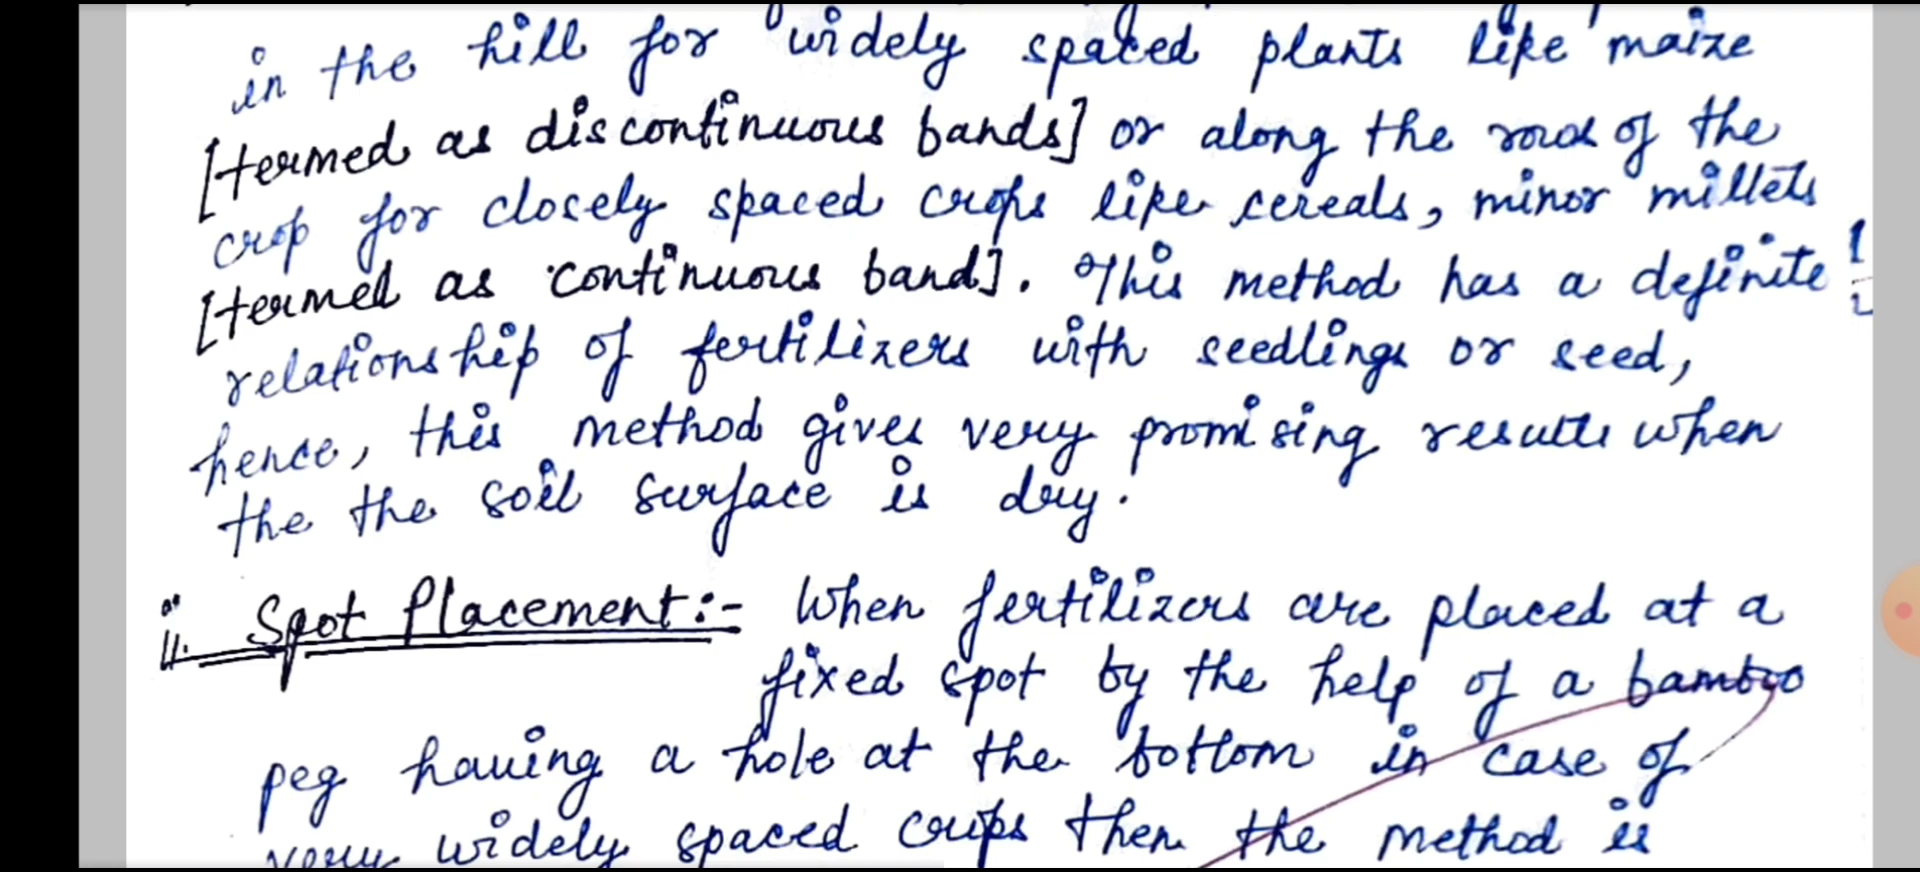 in the hill for widely spaced plants like maize
[termed as discontinuous bands] or along the rows of the
crop for closely spaced crops like cereals, minor millets
[termed as continuous band]. This method has a definite
relationship of fertilizers with seedlings or seed,
hence, this method gives very promising results when
the the soil surface is dry.
ii. Spot Placement:- When fertilizers are placed at a
fixed spot by the help of a bamboo
peg having a hole at the bottom in case of
very widely spaced crops then the method is